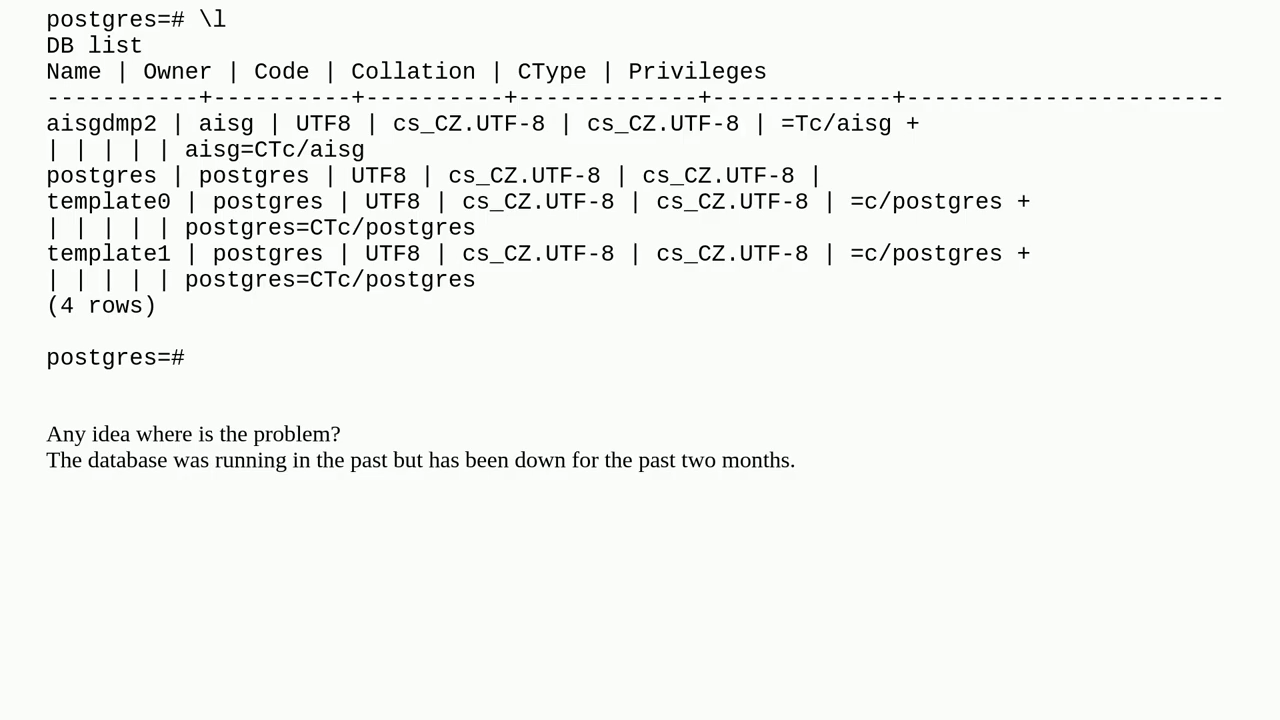 postgres=# \l
DB list
Name | Owner | Code | Collation | CType | Privileges
-----------+----------+----------+-------------+-------------+-----------------------
aisgdmp2 | aisg | UTF8 | cs_CZ.UTF-8 | cs_CZ.UTF-8 | =Tc/aisg +
| | | | | aisg=CTc/aisg
postgres | postgres | UTF8 | cs_CZ.UTF-8 | cs_CZ.UTF-8 |
template0 | postgres | UTF8 | cs_CZ.UTF-8 | cs_CZ.UTF-8 | =c/postgres +
| | | | | postgres=CTc/postgres
template1 | postgres | UTF8 | cs_CZ.UTF-8 | cs_CZ.UTF-8 | =c/postgres +
| | | | | postgres=CTc/postgres
(4 rows)
postgres=#
Any idea where is the problem?
The database was running in the past but has been down for the past two months.